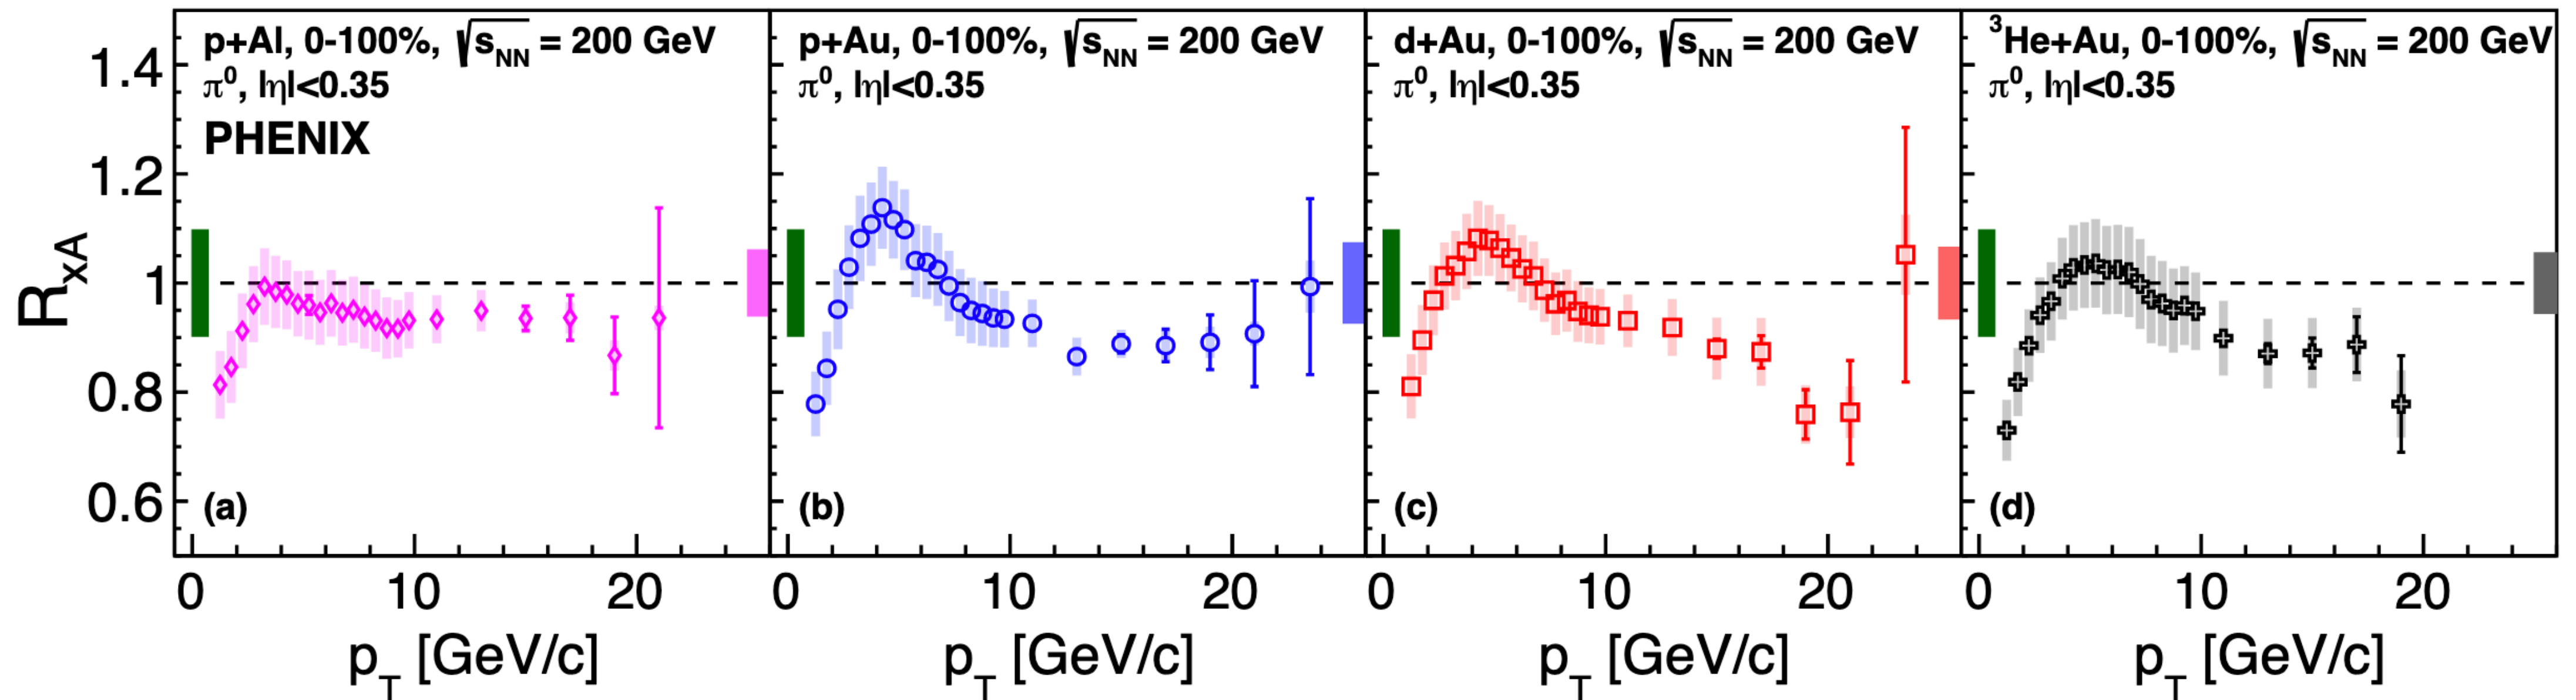 p+Al, 0-100%, √sNN = 200 GeV
π⁰, |η|<0.35
PHENIX
(a)
p+Au, 0-100%, √sNN = 200 GeV
π⁰, |η|<0.35
(b)
d+Au, 0-100%, √sNN = 200 GeV
π⁰, |η|<0.35
(c)
³He+Au, 0-100%, √sNN = 200 GeV
π⁰, |η|<0.35
(d)
RxA
1.4
1.2
1
0.8
0.6
0 10 20 0 10 20 0 10 20 0 10 20
pT [GeV/c] pT [GeV/c] pT [GeV/c] pT [GeV/c]